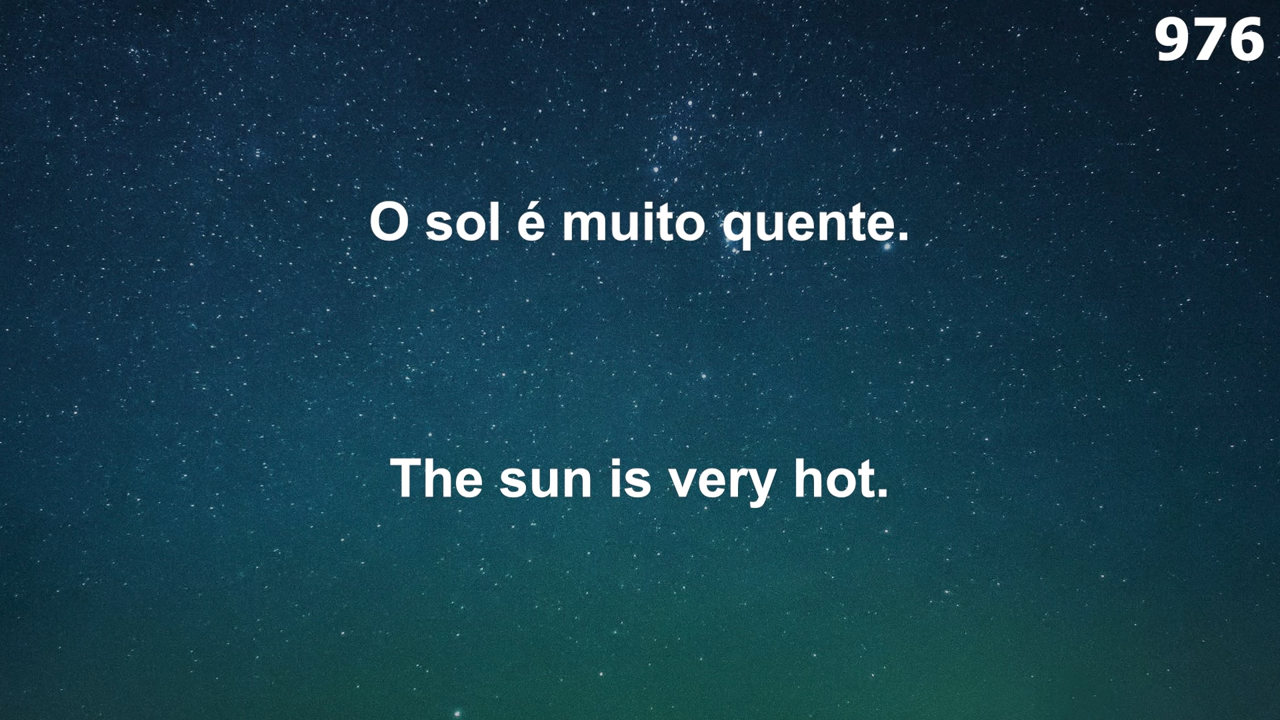 976
O sol é muito quente.
The sun is very hot.